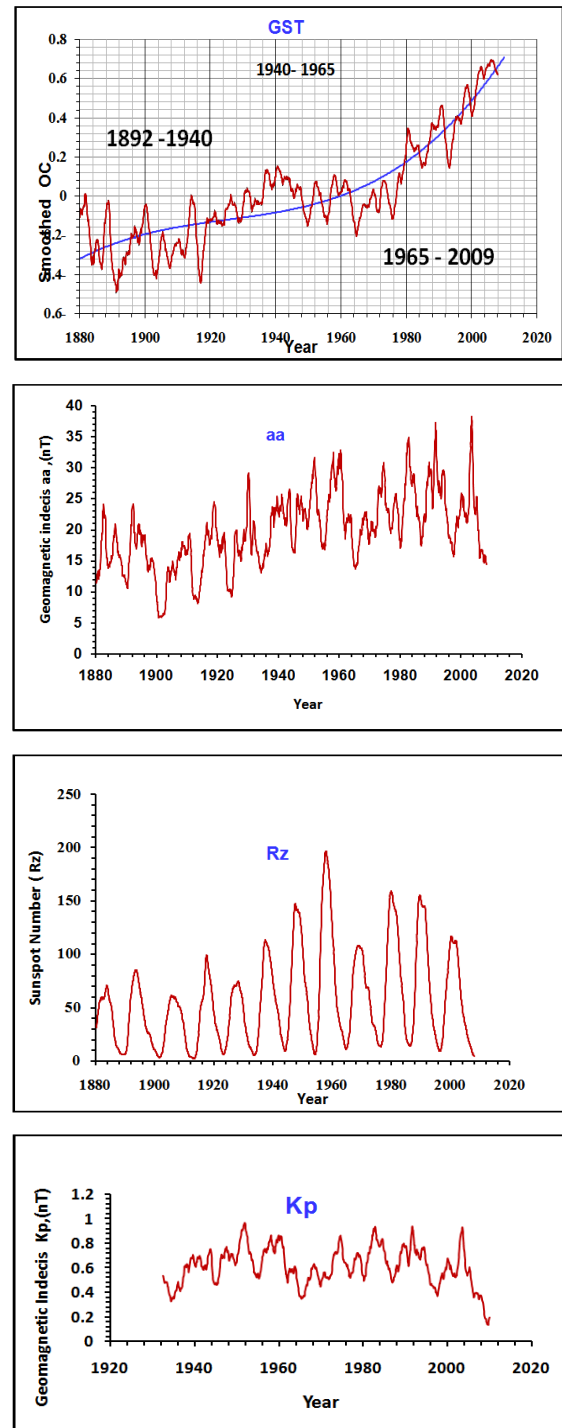 GST
0.8
0.6
0.4
0.2
0
0.2
0.4
0.6-
Smoothed OC
1940- 1965
1892 -1940
1965 - 2009
1880 1900 1920 1940 1960 1980 2000 2020
Year
aa
40
35
30
25
20
15
10
5
0
Geomagnetic indecis aa ,(nT)
1880 1900 1920 1940 1960 1980 2000 2020
Year
Rz
250
200
150
100
50
0
Sunspot Number ( Rz)
1880 1900 1920 1940 1960 1980 2000 2020
Year
Kp
1.2
1
0.8
0.6
0.4
0.2
0
Geomagnetic Indecis Kp,(nT)
1920 1940 1960 1980 2000 2020
Year